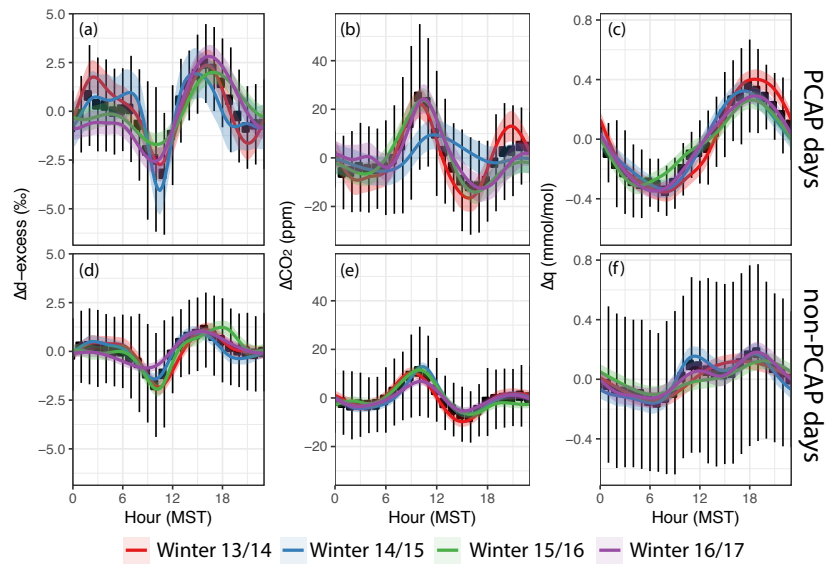 (a) (b) (c)
5.0 2.5 0.0 −2.5 −5.0
40 20 0 −20
0.8 0.4 0.0 −0.4
PCAP days
Δd−excess (‰)
ΔCO2 (ppm)
Δq (mmol/mol)
(d) (e) (f)
5.0 2.5 0.0 −2.5 −5.0
40 20 0 −20
0.8 0.4 0.0 −0.4
non-PCAP days
0 6 12 18 0 6 12 18 0 6 12 18
Hour (MST) Hour (MST) Hour (MST)
Winter 13/14 Winter 14/15 Winter 15/16 Winter 16/17